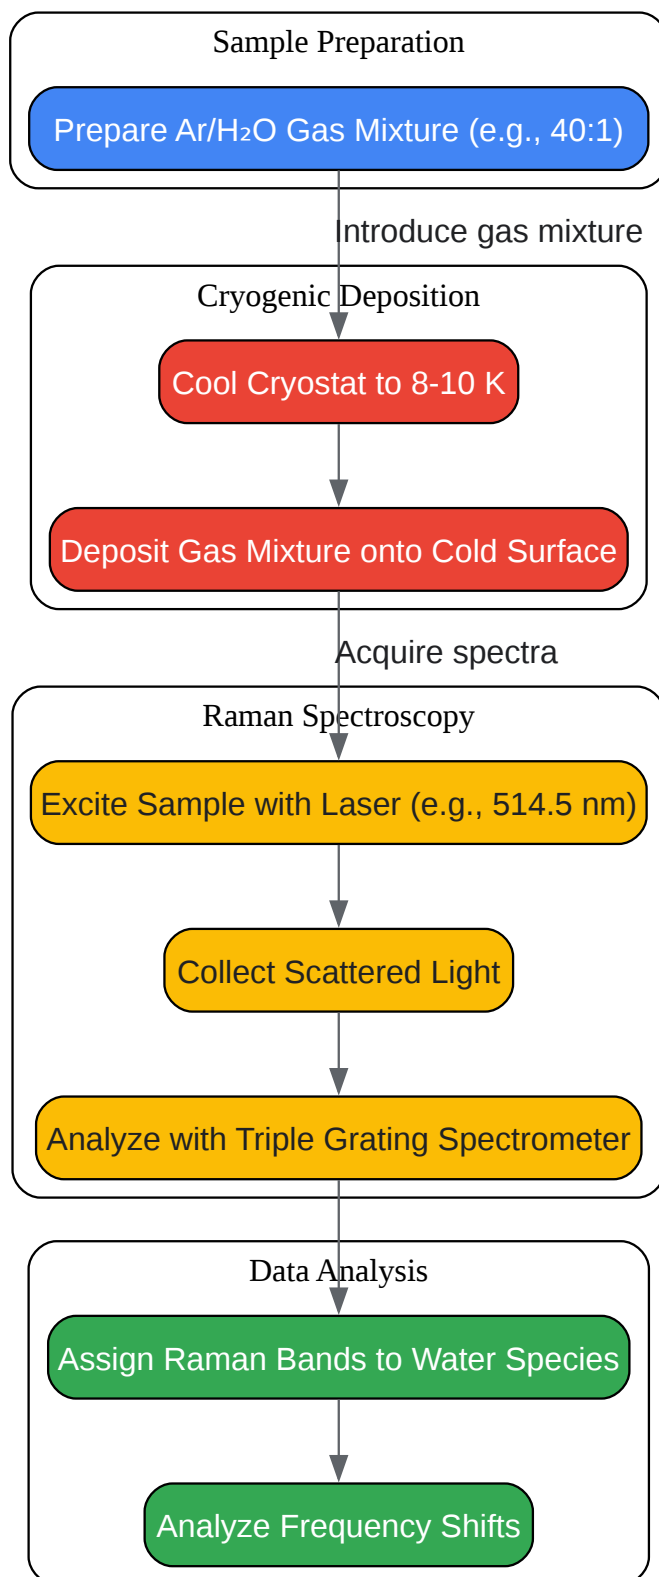 Sample Preparation
Prepare Ar/H₂O Gas Mixture (e.g., 40:1)
Introduce gas mixture
Cryogenic Deposition
Cool Cryostat to 8-10 K
Deposit Gas Mixture onto Cold Surface
Acquire spectra
Raman Spectroscopy
Excite Sample with Laser (e.g., 514.5 nm)
Collect Scattered Light
Analyze with Triple Grating Spectrometer
Data Analysis
Assign Raman Bands to Water Species
Analyze Frequency Shifts